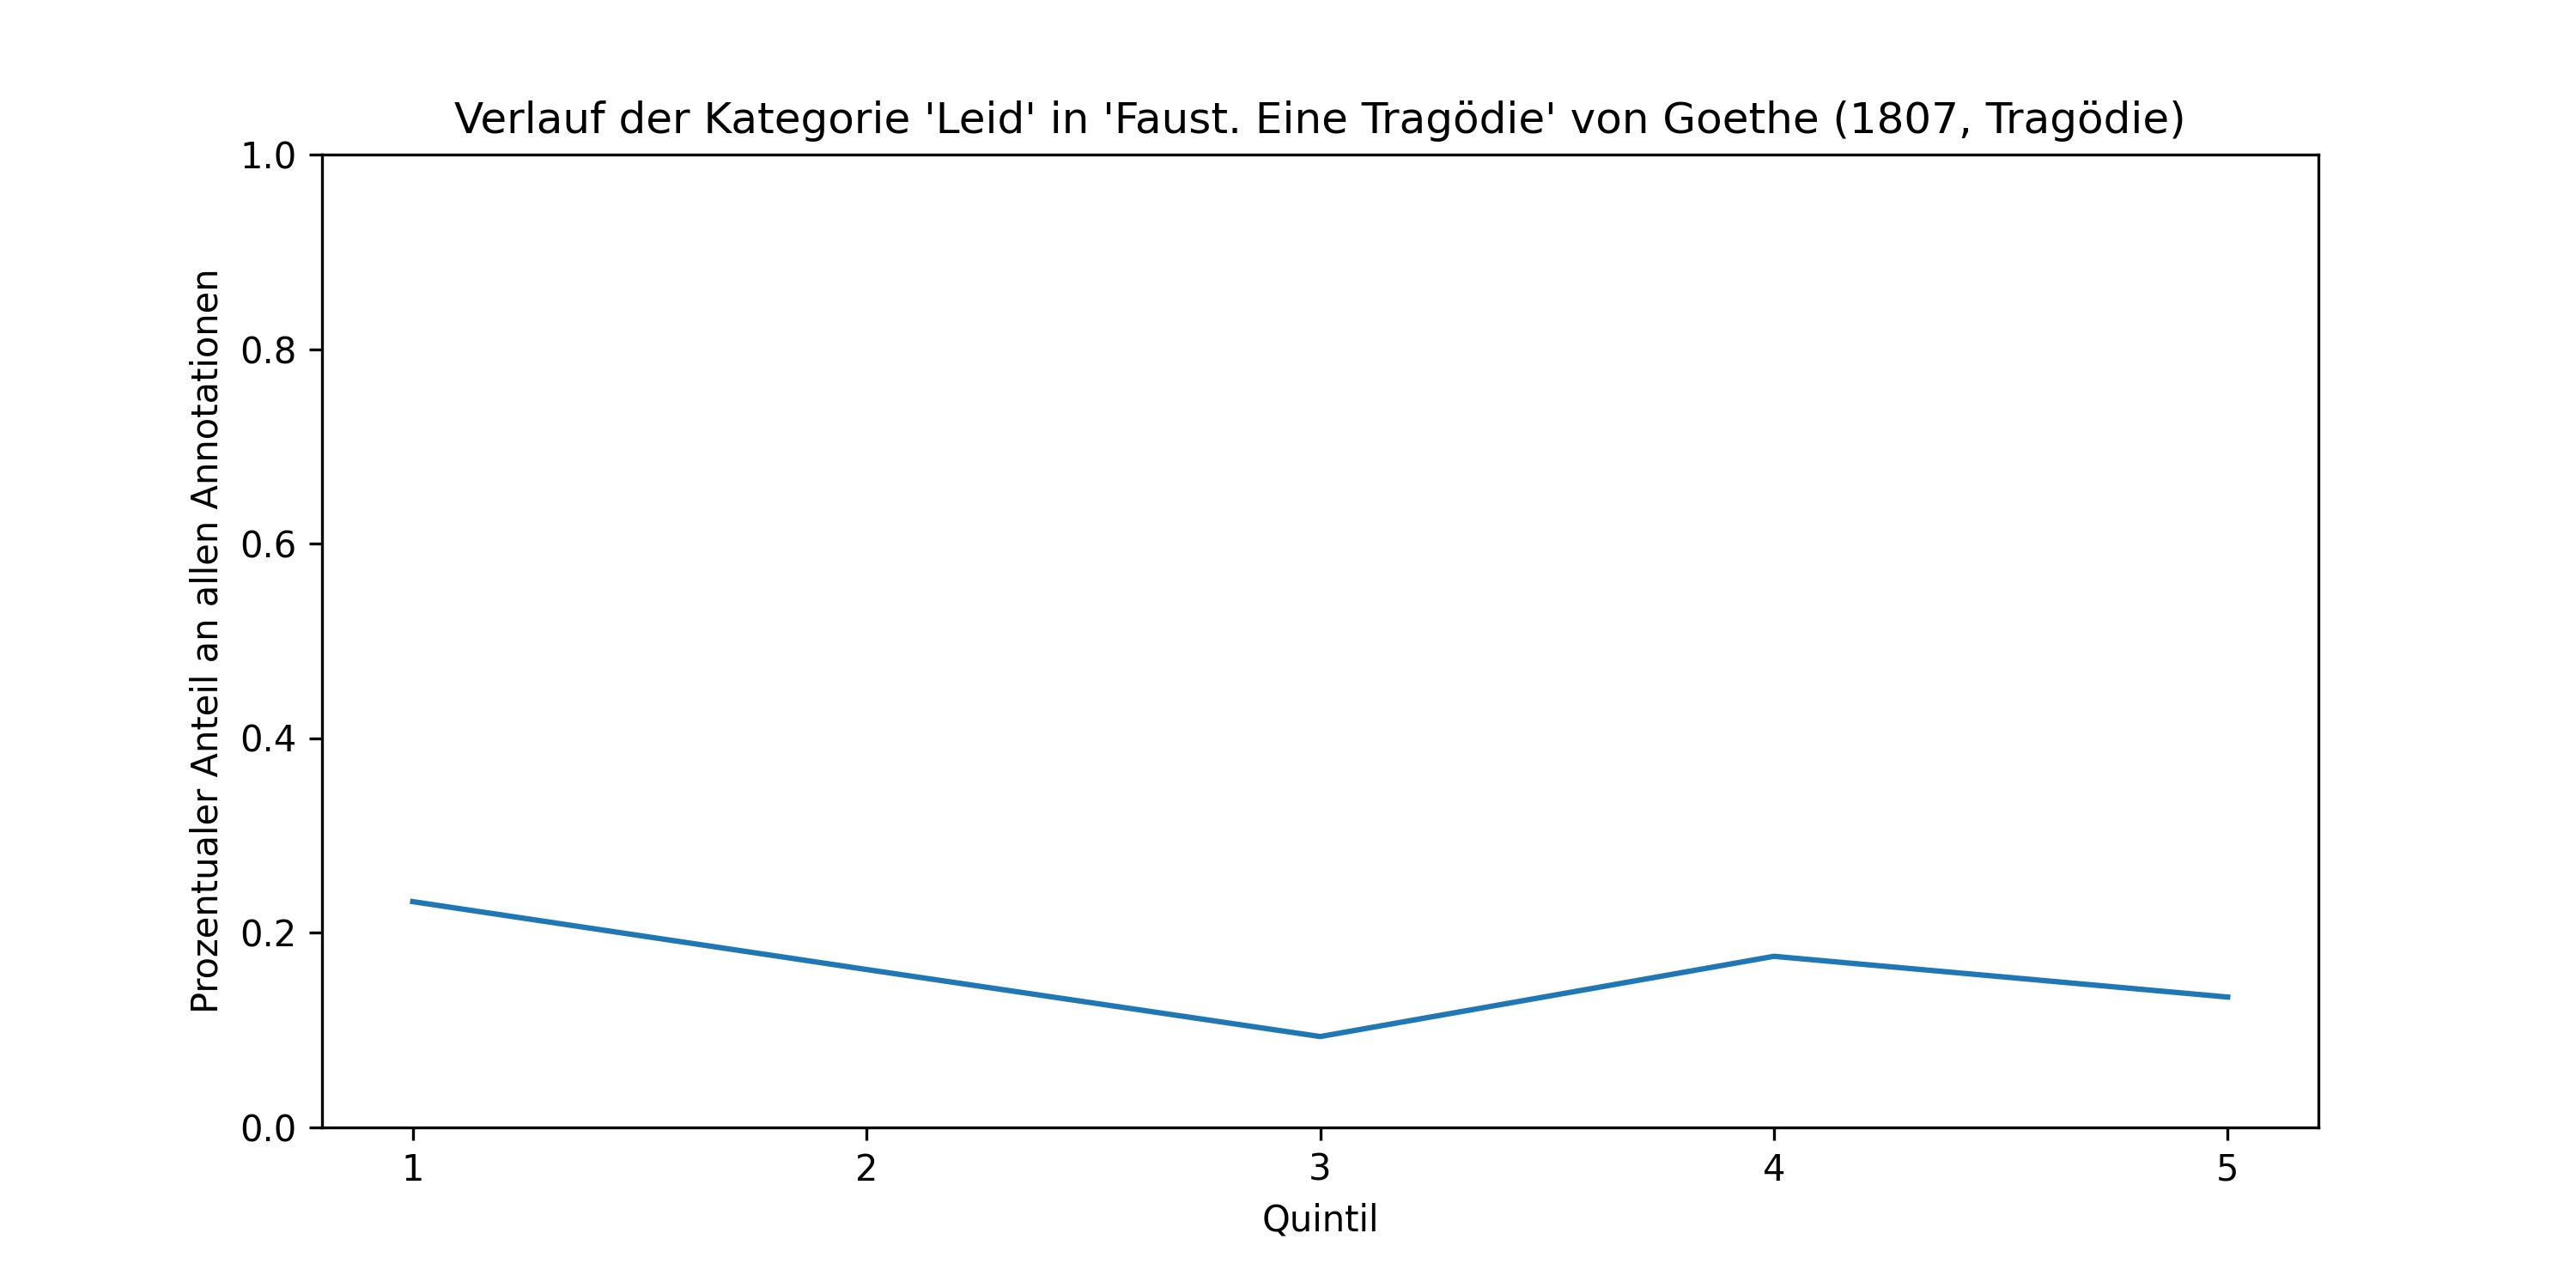 Verlauf der Kategorie 'Leid' in 'Faust. Eine Tragödie' von Goethe (1807, Tragödie)
Prozentualer Anteil an allen Annotationen
1.0
0.8
0.6
0.4
0.2
0.0
1 2 3 4 5
Quintil